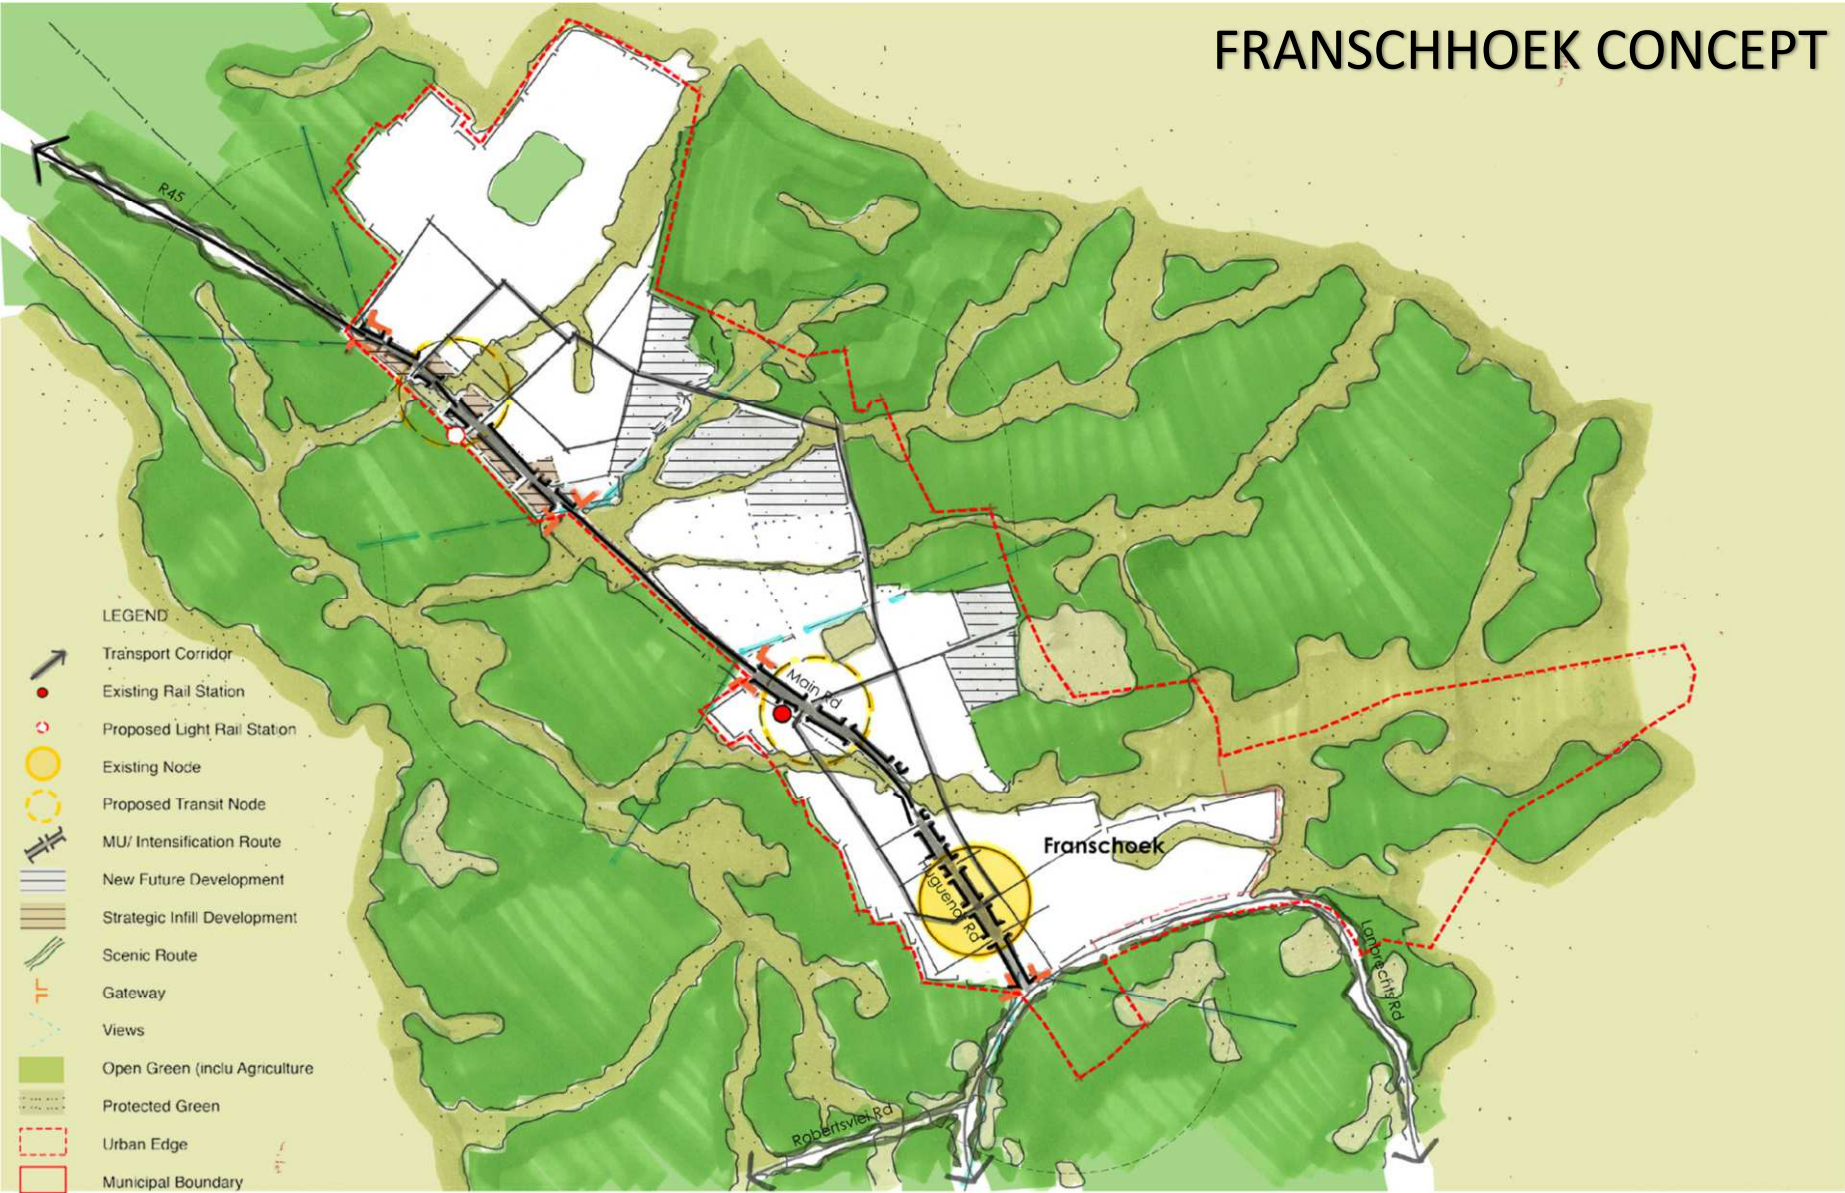 FRANSCHHOEK CONCEPT
R45
Main Rd
Franschoek
Huguenot Rd
Lanbrechts Rd
Robertsvlei Rd
LEGEND
Transport Corridor
Existing Rail Station
Proposed Light Rail Station
Existing Node
Proposed Transit Node
MU/ Intensification Route
New Future Development
Strategic Infill Development
Scenic Route
Gateway
Views
Open Green (inclu Agriculture
Protected Green
Urban Edge
Municipal Boundary